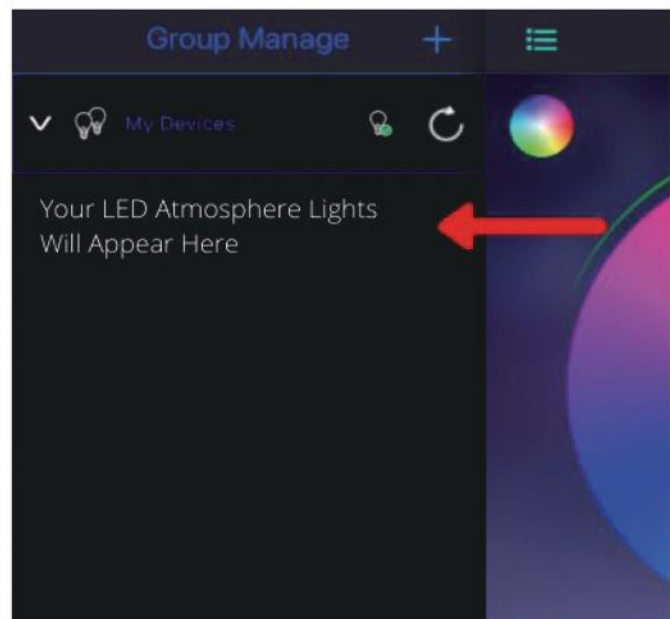 Group Manage +
My Devices
Your LED Atmosphere Lights
Will Appear Here